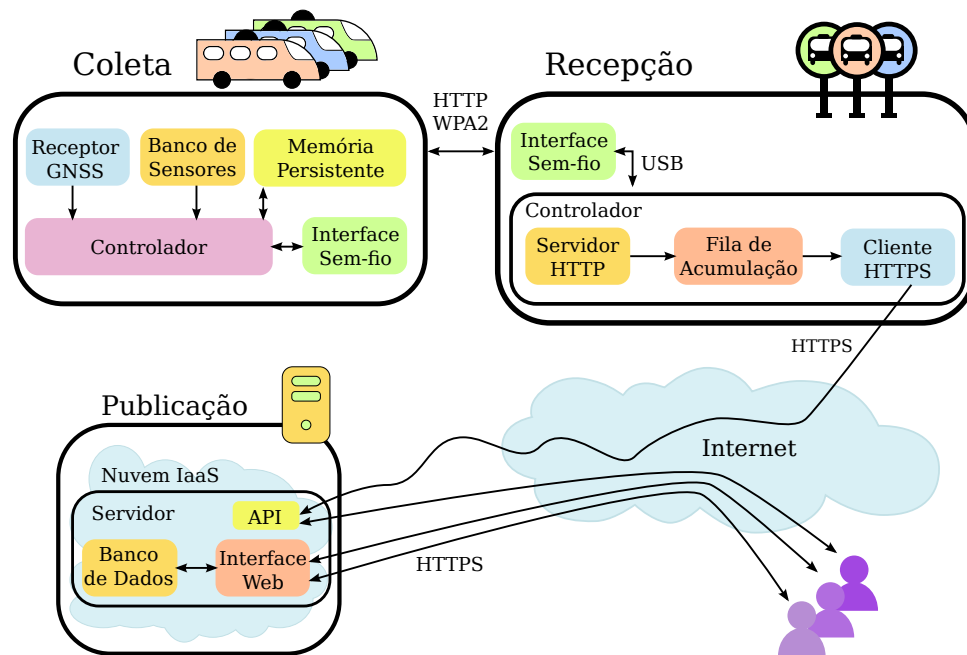 Coleta
Receptor
GNSS
Banco de
Sensores
Memória
Persistente
Controlador
Interface
Sem-fio
HTTP
WPA2
Recepção
Interface
Sem-fio
USB
Controlador
Servidor
HTTP
Fila de
Acumulação
Cliente
HTTPS
HTTPS
Internet
Publicação
Nuvem IaaS
Servidor
API
Banco
de Dados
Interface
Web
HTTPS